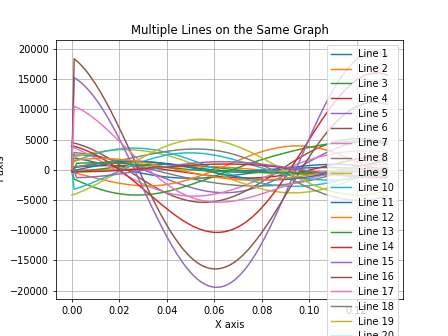 Multiple Lines on the Same Graph
20000
15000
10000
5000
0
−5000
−10000
−15000
−20000
0.00 0.02 0.04 0.06 0.08 0.10
X axis
Line 1
Line 2
Line 3
Line 4
Line 5
Line 6
Line 7
Line 8
Line 9
Line 10
Line 11
Line 12
Line 13
Line 14
Line 15
Line 16
Line 17
Line 18
Line 19